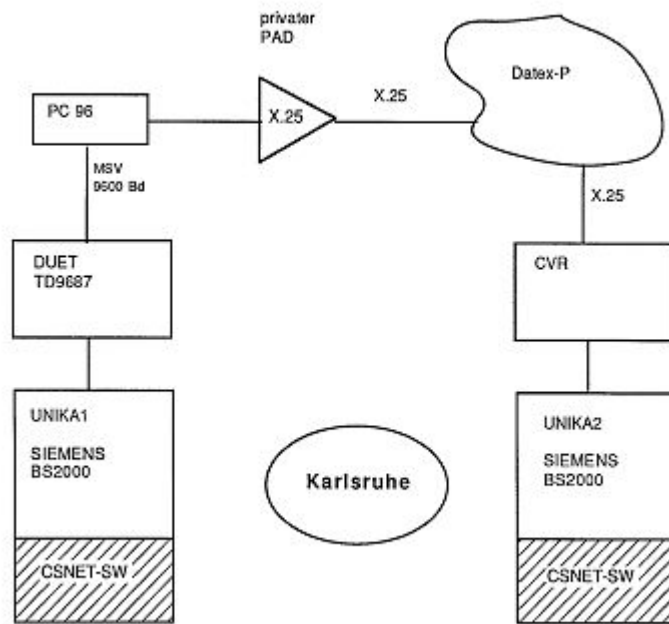 privater
PAD
Datex-P
X.25
PC 96
X.25
MSV
9600 Bd
X.25
DUET
TD9687
CVR
UNIKA1
SIEMENS
BS2000
Karlsruhe
UNIKA2
SIEMENS
BS2000
CSNET-SW
CSNET-SW